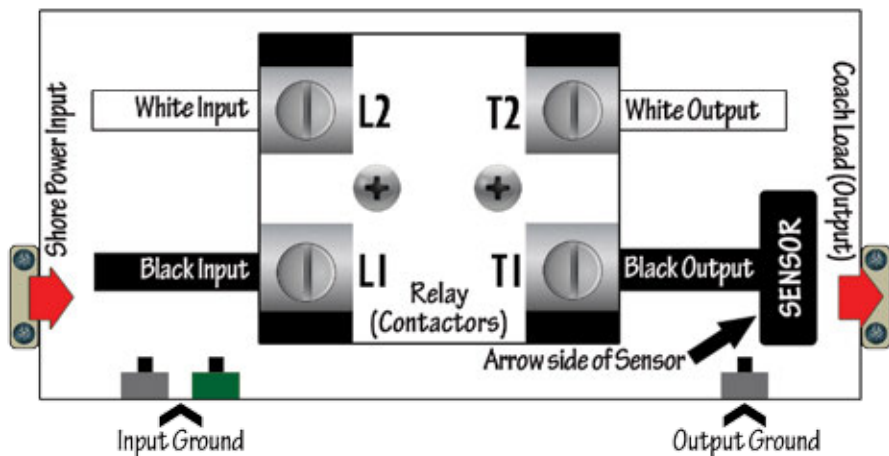 Shore Power Input
White Input
L2
T2
White Output
Coach Load (Output)
Black Input
L1
T1
Black Output
SENSOR
Relay
(Contactors)
Arrow side of Sensor
Input Ground
Output Ground